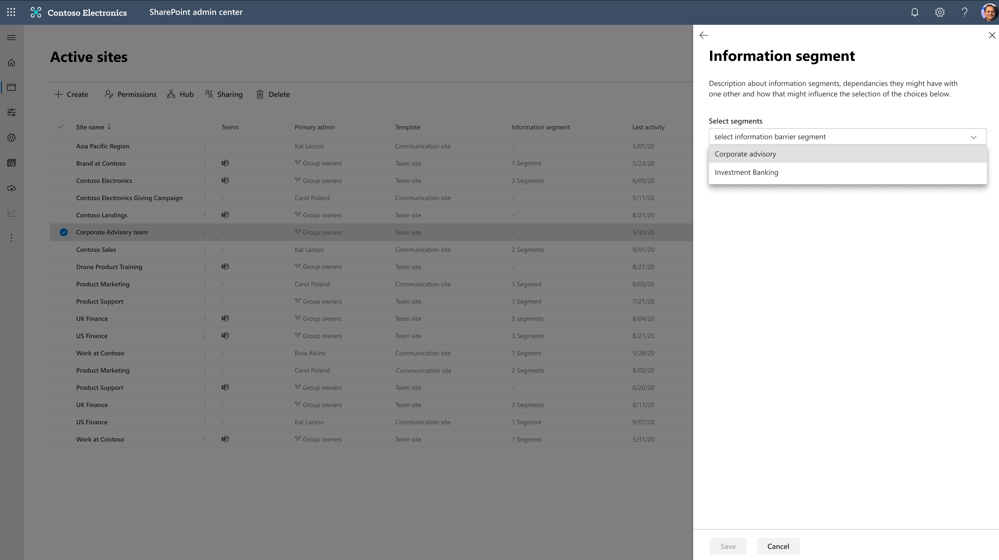 Contoso Electronics SharePoint admin center
Active sites
Create Permissions Hub Sharing Delete
Site name Teams Primary admin Template Information segment Last activity
Asia Pacific Region Kat Larson Communication site - 5/01/20
Brand at Contoso Group owners Team site 1 Segment 5/23/20
Contoso Electronics Group owners Team site 3 Segments 6/09/20
Contoso Electronics Giving Campaign - Carol Poland Communication site - 5/11/20
Contoso Landings Group owners Team site - 8/21/20
Corporate Advisory team - Group owners Team site - 5/30/20
Contoso Sales - Kat Larson Communication site 2 Segments 9/01/20
Drone Product Training Group owners Team site - 8/27/20
Product Marketing - Carol Poland Communication site 1 Segment 8/03/20
Product Support - Group owners Team site 1 Segment 7/21/20
UK Finance Group owners Team site 5 segments 8/04/20
US Finance Group owners Team site 3 Segments 8/21/20
Work at Contoso - Elvia Alkins Communication site 1 Segment 5/28/20
Product Marketing - Carol Poland Communication site 2 Segments 8/02/20
Product Support Group owners Team site - 6/20/20
UK Finance - Group owners Team site 3 Segments 8/17/20
US Finance - Kat Larson Communication site 1 Segment 9/01/20
Work at Contoso Group owners Team site 1 Segment 5/31/20
Information segment
Description about information segments, dependancies they might have with
one other and how that might influence the selection of the choices below.
Select segments
select information barrier segment
Corporate advisory
Investment Banking
Save Cancel